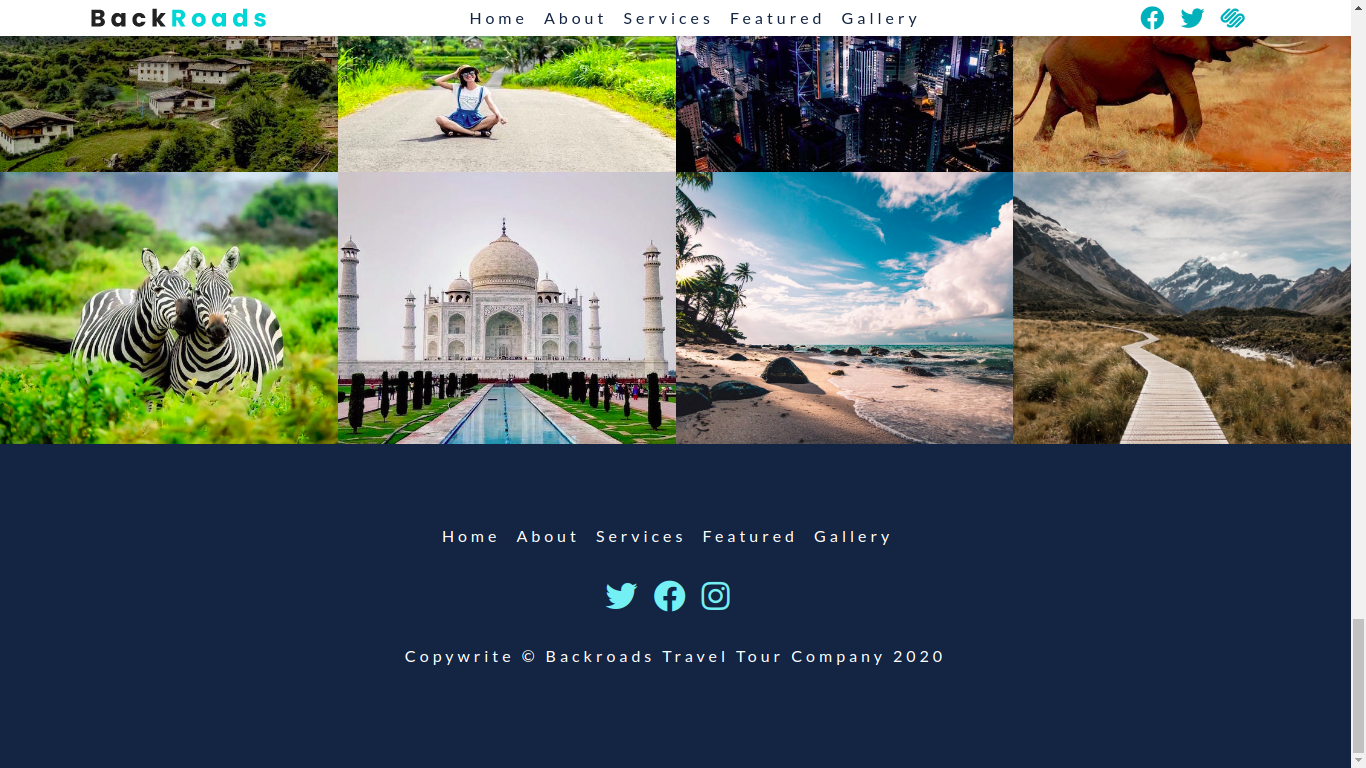 BackRoads Home About Services Featured Gallery
Home About Services Featured Gallery
Copywrite © Backroads Travel Tour Company 2020